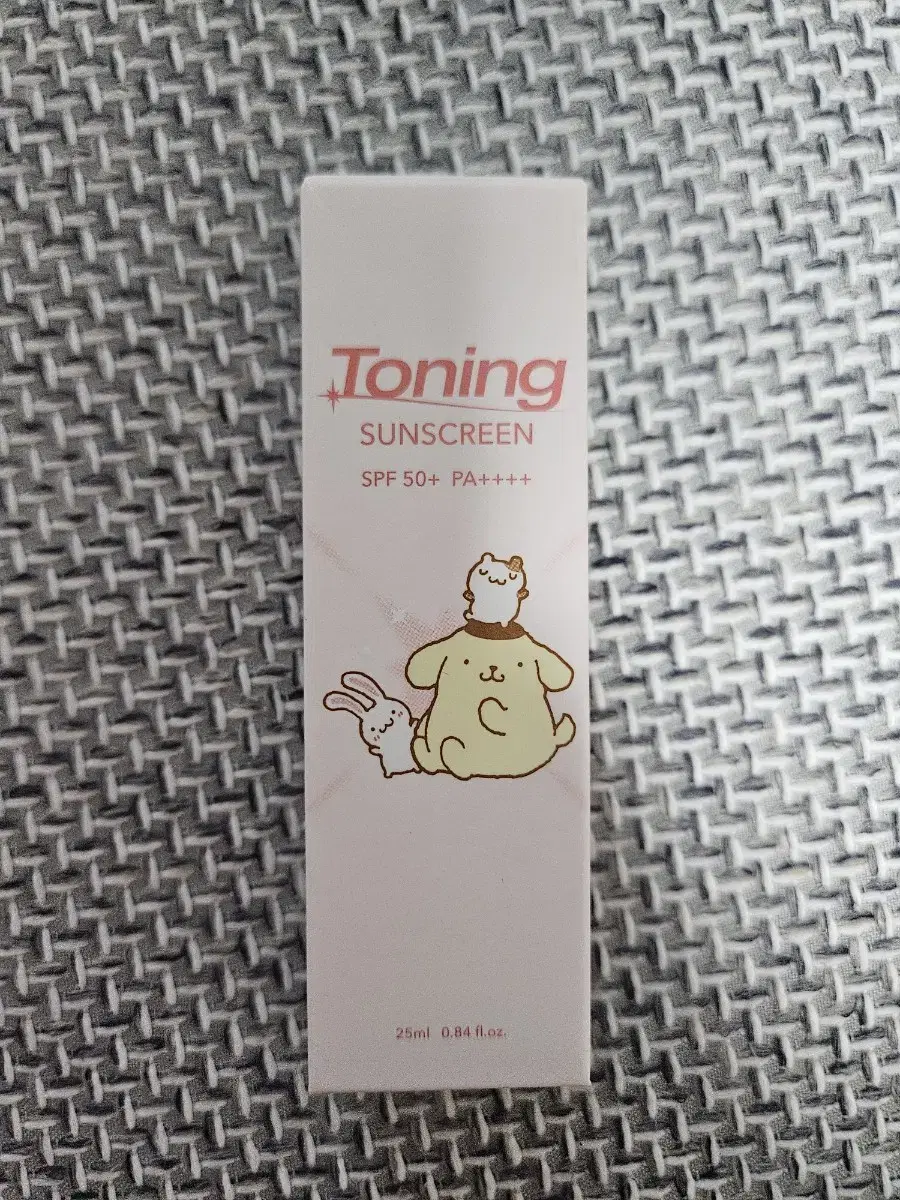 Toning
SUNSCREEN
SPF 50+ PA++++
25ml 0.84 fl.oz.